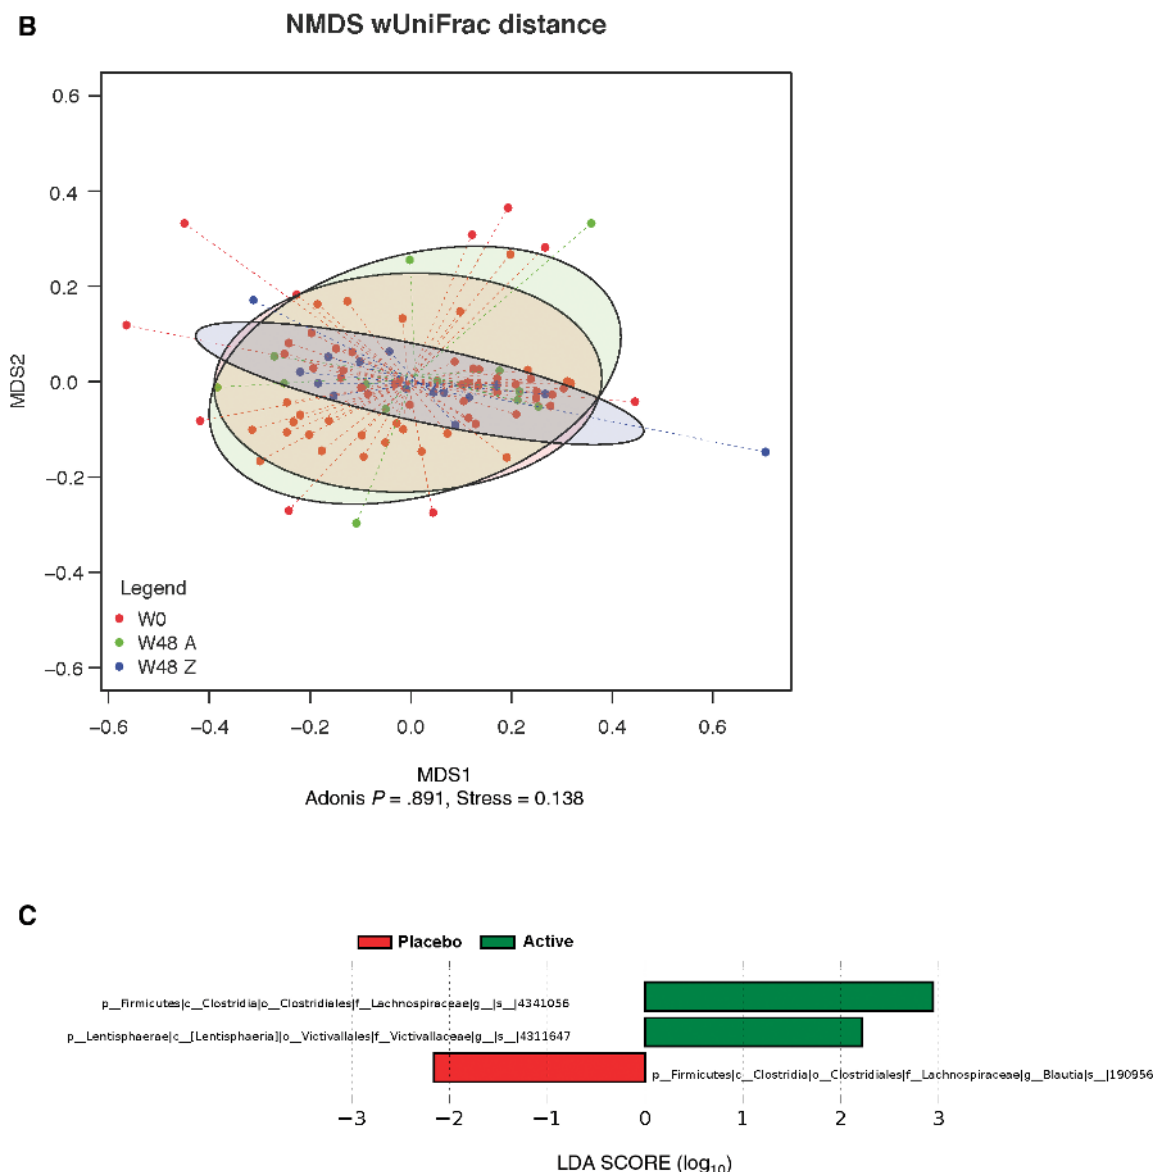 B
NMDS wUniFrac distance
0.6
0.4
0.2
0.0
−0.2
−0.4
−0.6
MDS2
Legend
W0
W48 A
W48 Z
−0.6 −0.4 −0.2 0.0 0.2 0.4 0.6
MDS1
Adonis P = .891, Stress = 0.138
C
Placebo Active
p__Firmicutes|c__Clostridia|o__Clostridiales|f__Lachnospiraceae|g__|s__|4341056
p__Lentisphaerae|c__[Lentisphaeria]|o__Victivallales|f__Victivallaceae|g__|s__|4311647
p__Firmicutes|c__Clostridia|o__Clostridiales|f__Lachnospiraceae|g__Blautia|s__|190956
−3 −2 −1 0 1 2 3
LDA SCORE (log10)